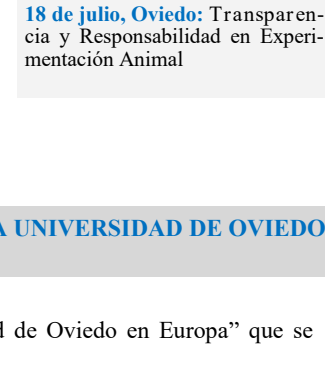 18 de julio, Oviedo: Transparen-
cia y Responsabilidad en Experi-
mentación Animal
A UNIVERSIDAD DE OVIEDO
de Oviedo en Europa” que se